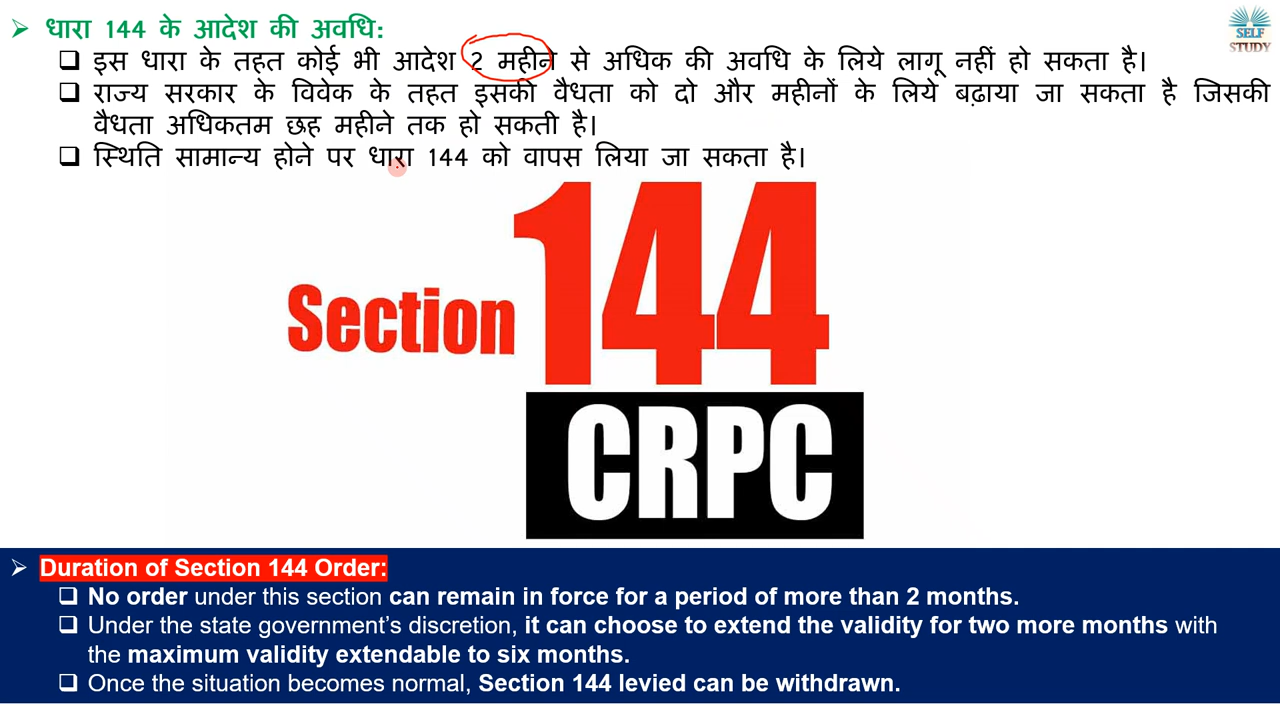 ➢ धारा 144 के आदेश की अवधि:
SELF
STUDY
❑ इस धारा के तहत कोई भी आदेश 2 महीने से अधिक की अवधि के लिये लागू नहीं हो सकता है।
❑ राज्य सरकार के विवेक के तहत इसकी वैधता को दो और महीनों के लिये बढ़ाया जा सकता है जिसकी
वैधता अधिकतम छह महीने तक हो सकती है।
❑ स्थिति सामान्य होने पर धारा 144 को वापस लिया जा सकता है।
Section 144
CRPC
➢ Duration of Section 144 Order:
❑ No order under this section can remain in force for a period of more than 2 months.
❑ Under the state government’s discretion, it can choose to extend the validity for two more months with
the maximum validity extendable to six months.
❑ Once the situation becomes normal, Section 144 levied can be withdrawn.